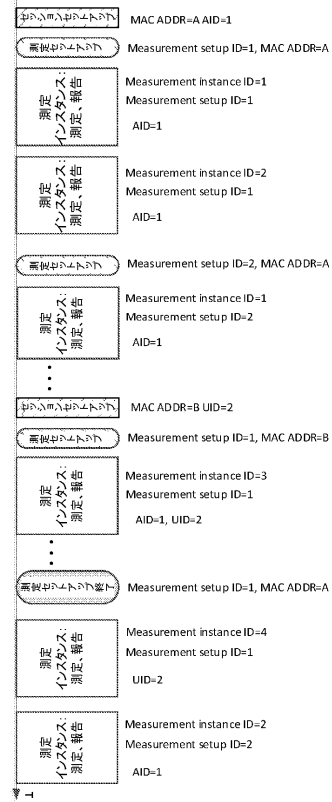 セッションセットアップ
MAC ADDR=A AID=1
測定セットアップ
Measurement setup ID=1, MAC ADDR=A
測定
インスタンス:
測定、報告
Measurement instance ID=1
Measurement setup ID=1
AID=1
測定
インスタンス:
測定、報告
Measurement instance ID=2
Measurement setup ID=1
AID=1
測定セットアップ
Measurement setup ID=2, MAC ADDR=A
測定
インスタンス:
測定、報告
Measurement instance ID=1
Measurement setup ID=2
AID=1
セッションセットアップ
MAC ADDR=B UID=2
測定セットアップ
Measurement setup ID=1, MAC ADDR=B
測定
インスタンス:
測定、報告
Measurement instance ID=3
Measurement setup ID=1
AID=1, UID=2
測定セットアップ終了
Measurement setup ID=1, MAC ADDR=A
測定
インスタンス:
測定、報告
Measurement instance ID=4
Measurement setup ID=1
UID=2
測定
インスタンス:
測定、報告
Measurement instance ID=2
Measurement setup ID=2
AID=1
T